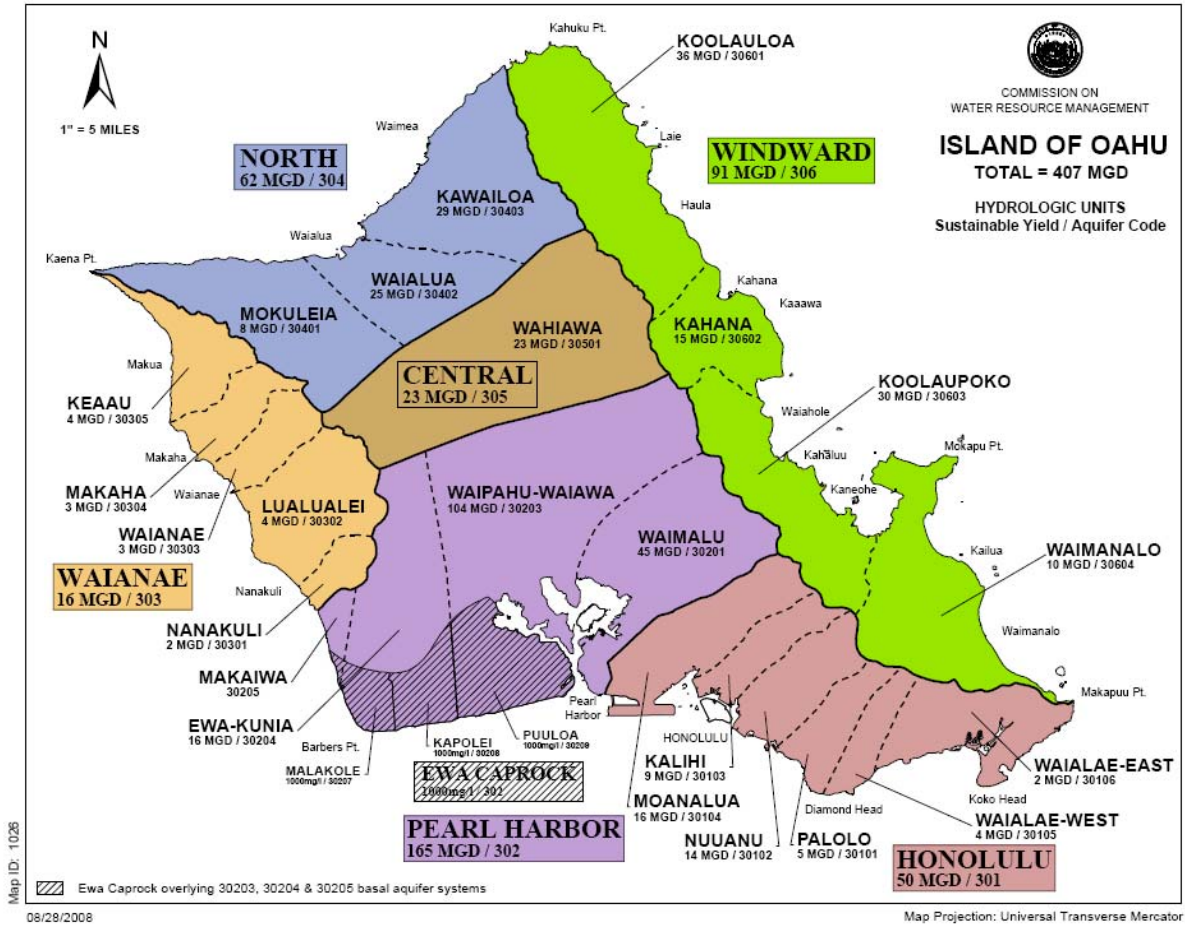 N
1" = 5 MILES
COMMISSION ON
WATER RESOURCE MANAGEMENT
ISLAND OF OAHU
TOTAL = 407 MGD
HYDROLOGIC UNITS
Sustainable Yield / Aquifer Code
Kahuku Pt.
KOOLAULOA
36 MGD / 30601
Waimea
Laie
NORTH
62 MGD / 304
WINDWARD
91 MGD / 306
KAWAILOA
29 MGD / 30403
Haula
Waialua
Kaena Pt.
WAIALUA
25 MGD / 30402
Kahana
Kaaawa
MOKULEIA
8 MGD / 30401
WAHIAWA
23 MGD / 30501
KAHANA
15 MGD / 30602
Makua
CENTRAL
23 MGD / 305
KOOLAUPOKO
30 MGD / 30603
KEAAU
4 MGD / 30305
Waiahole
Mokapu Pt.
Makaha
Kahaluu
MAKAHA
3 MGD / 30304
Waianae
Kaneohe
LUALUALEI
4 MGD / 30302
WAIPAHU-WAIAWA
104 MGD / 30203
WAIANAE
3 MGD / 30303
WAIMALU
45 MGD / 30201
Kailua
WAIMANALO
10 MGD / 30604
WAIANAE
16 MGD / 303
Nanakuli
NANAKULI
2 MGD / 30301
Waimanalo
MAKAIWA
30205
Makapuu Pt.
EWA-KUNIA
16 MGD / 30204
Pearl
Harbor
Barbers Pt.
KAPOLEI
1000mg/l / 30208
PUULOA
1000mg/l / 30209
HONOLULU
MALAKOLE
1000mg/l / 30207
EWA CAPROCK
1000mg l / 302
KALIHI
9 MGD / 30103
WAIALAE-EAST
2 MGD / 30106
MOANALUA
16 MGD / 30104
Diamond Head
Koko Head
WAIALAE-WEST
4 MGD / 30105
PEARL HARBOR
165 MGD / 302
NUUANU
14 MGD / 30102
PALOLO
5 MGD / 30101
HONOLULU
50 MGD / 301
Map ID: 1026
Ewa Caprock overlying 30203, 30204 & 30205 basal aquifer systems
08/28/2008
Map Projection: Universal Transverse Mercator